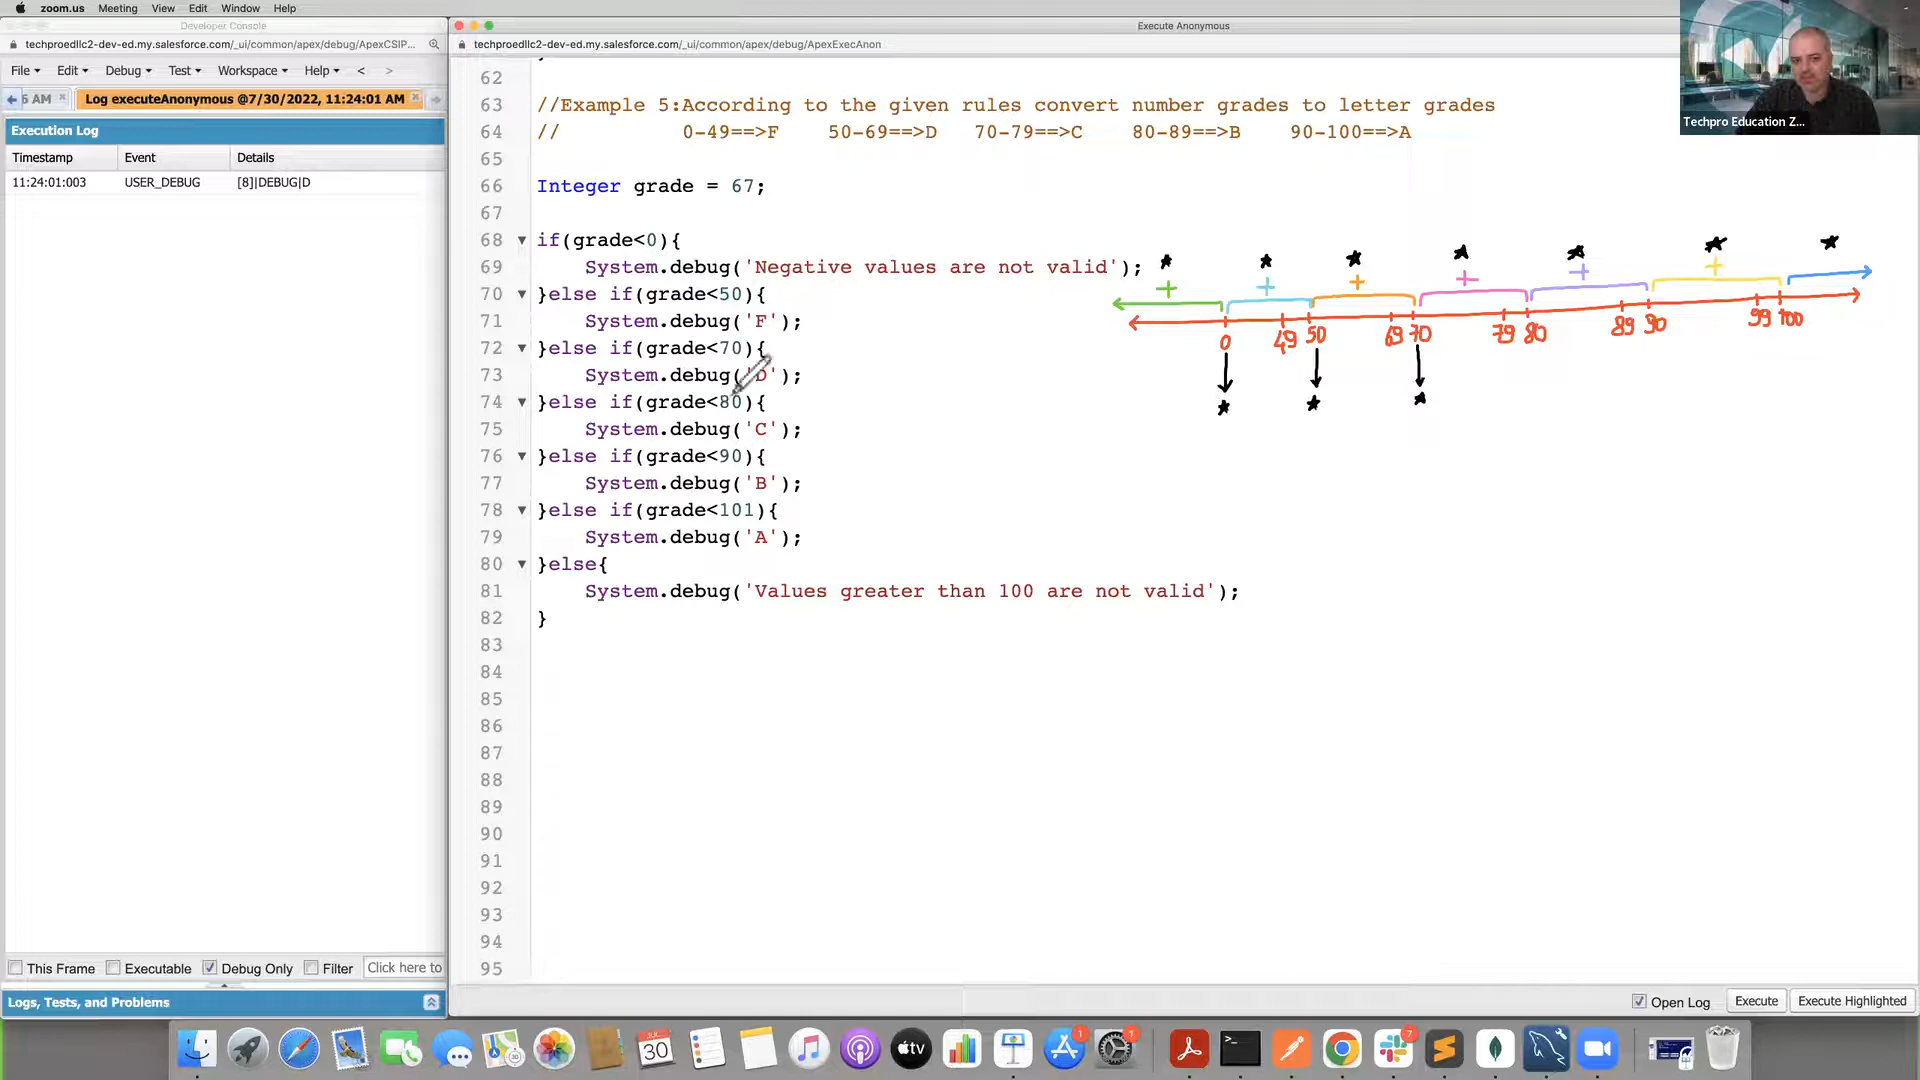 zoom.us Meeting View Edit Window Help
Developer Console
techproedllc2-dev-ed.my.salesforce.com/_ui/common/apex/debug/ApexCSIP...
File Edit Debug Test Workspace Help < >
5 AM Log executeAnonymous @7/30/2022, 11:24:01 AM
Execution Log
Timestamp Event Details
11:24:01:003 USER_DEBUG [8]|DEBUG|D
This Frame Executable Debug Only Filter Click here to
Logs, Tests, and Problems
Execute Anonymous
techproedllc2-dev-ed.my.salesforce.com/_ui/common/apex/debug/ApexExecAnon
62
63 //Example 5:According to the given rules convert number grades to letter grades
64 // 0-49==>F 50-69==>D 70-79==>C 80-89==>B 90-100==>A
65
66 Integer grade = 67;
67
68 if(grade<0){
69 System.debug('Negative values are not valid');
70 }else if(grade<50){
71 System.debug('F');
72 }else if(grade<70){
73 System.debug('D');
74 }else if(grade<80){
75 System.debug('C');
76 }else if(grade<90){
77 System.debug('B');
78 }else if(grade<101){
79 System.debug('A');
80 }else{
81 System.debug('Values greater than 100 are not valid');
82 }
83
84
85
86
87
88
89
90
91
92
93
94
95
0 49 50 69 70 79 80 89 90 99 100
Techpro Education Z...
Open Log Execute Execute Highlighted
JUL
30
tv
1
1
7